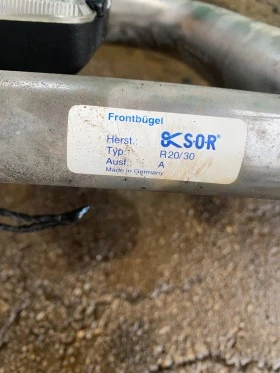 Frontbügel
Herst.: S·O·R®
Typ: R20/30
Ausf.: A
Made in Germany